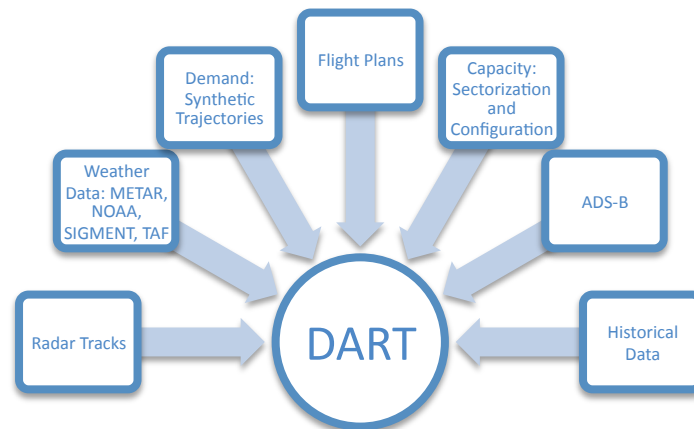 Flight Plans
Demand:
Synthetic
Trajectories
Capacity:
Sectorization
and
Configuration
Weather
Data: METAR,
NOAA,
SIGMENT, TAF
ADS-B
Radar Tracks
DART
Historical
Data